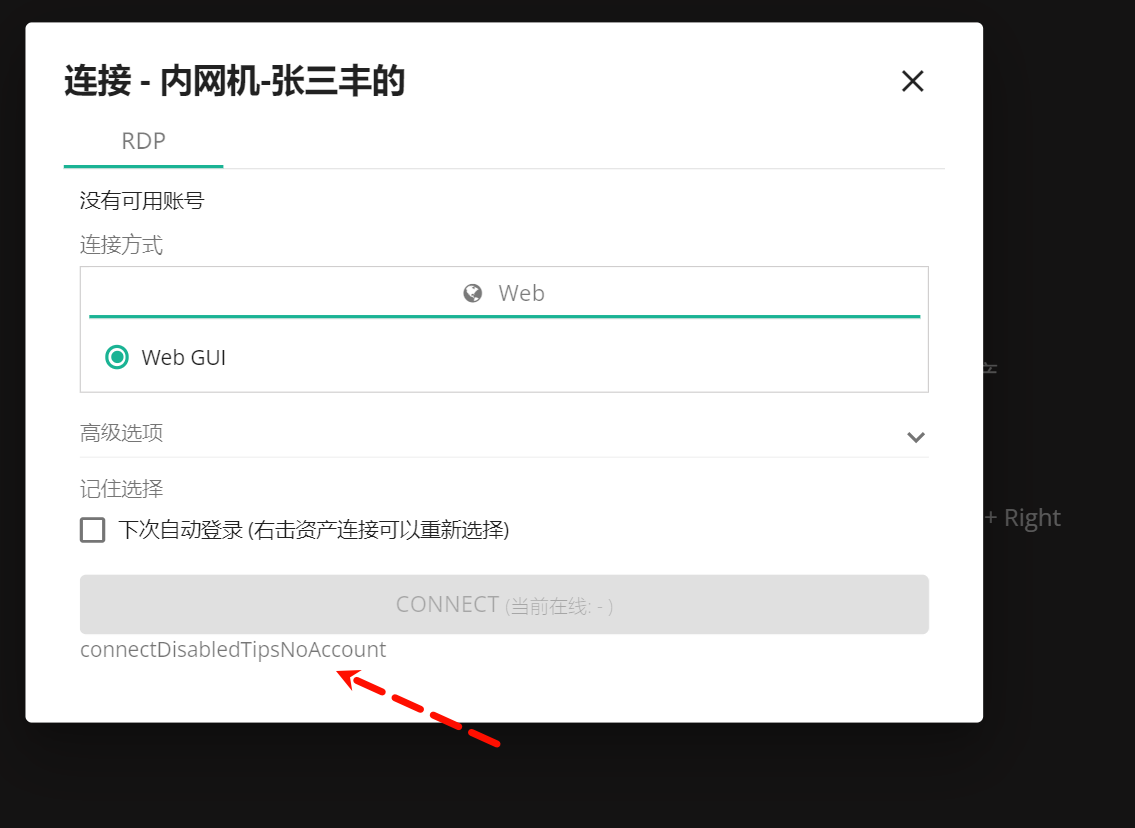 连接 - 内网机-张三丰的
RDP
没有可用账号
连接方式
Web
Web GUI
高级选项
记住选择
+ Right
下次自动登录 (右击资产连接可以重新选择)
CONNECT (当前在线: - )
connectDisabledTipsNoAccount